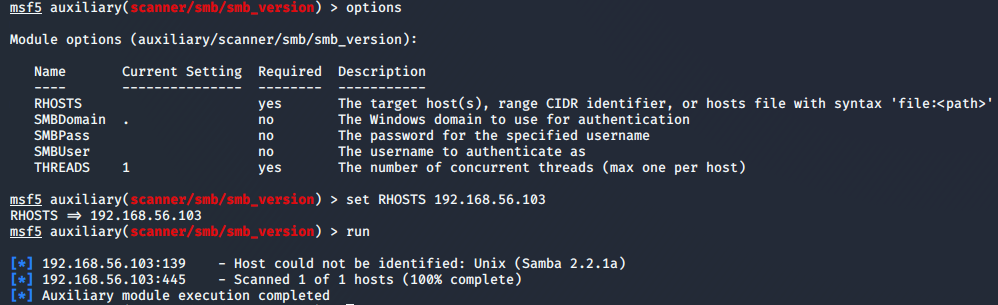 msf5 auxiliary(scanner/smb/smb_version) > options
Module options (auxiliary/scanner/smb/smb_version):
Name Current Setting Required Description
---- --------------- -------- -----------
RHOSTS yes The target host(s), range CIDR identifier, or hosts file with syntax 'file:<path>'
SMBDomain . no The Windows domain to use for authentication
SMBPass no The password for the specified username
SMBUser no The username to authenticate as
THREADS 1 yes The number of concurrent threads (max one per host)
msf5 auxiliary(scanner/smb/smb_version) > set RHOSTS 192.168.56.103
RHOSTS => 192.168.56.103
msf5 auxiliary(scanner/smb/smb_version) > run
[*] 192.168.56.103:139 - Host could not be identified: Unix (Samba 2.2.1a)
[*] 192.168.56.103:445 - Scanned 1 of 1 hosts (100% complete)
[*] Auxiliary module execution completed